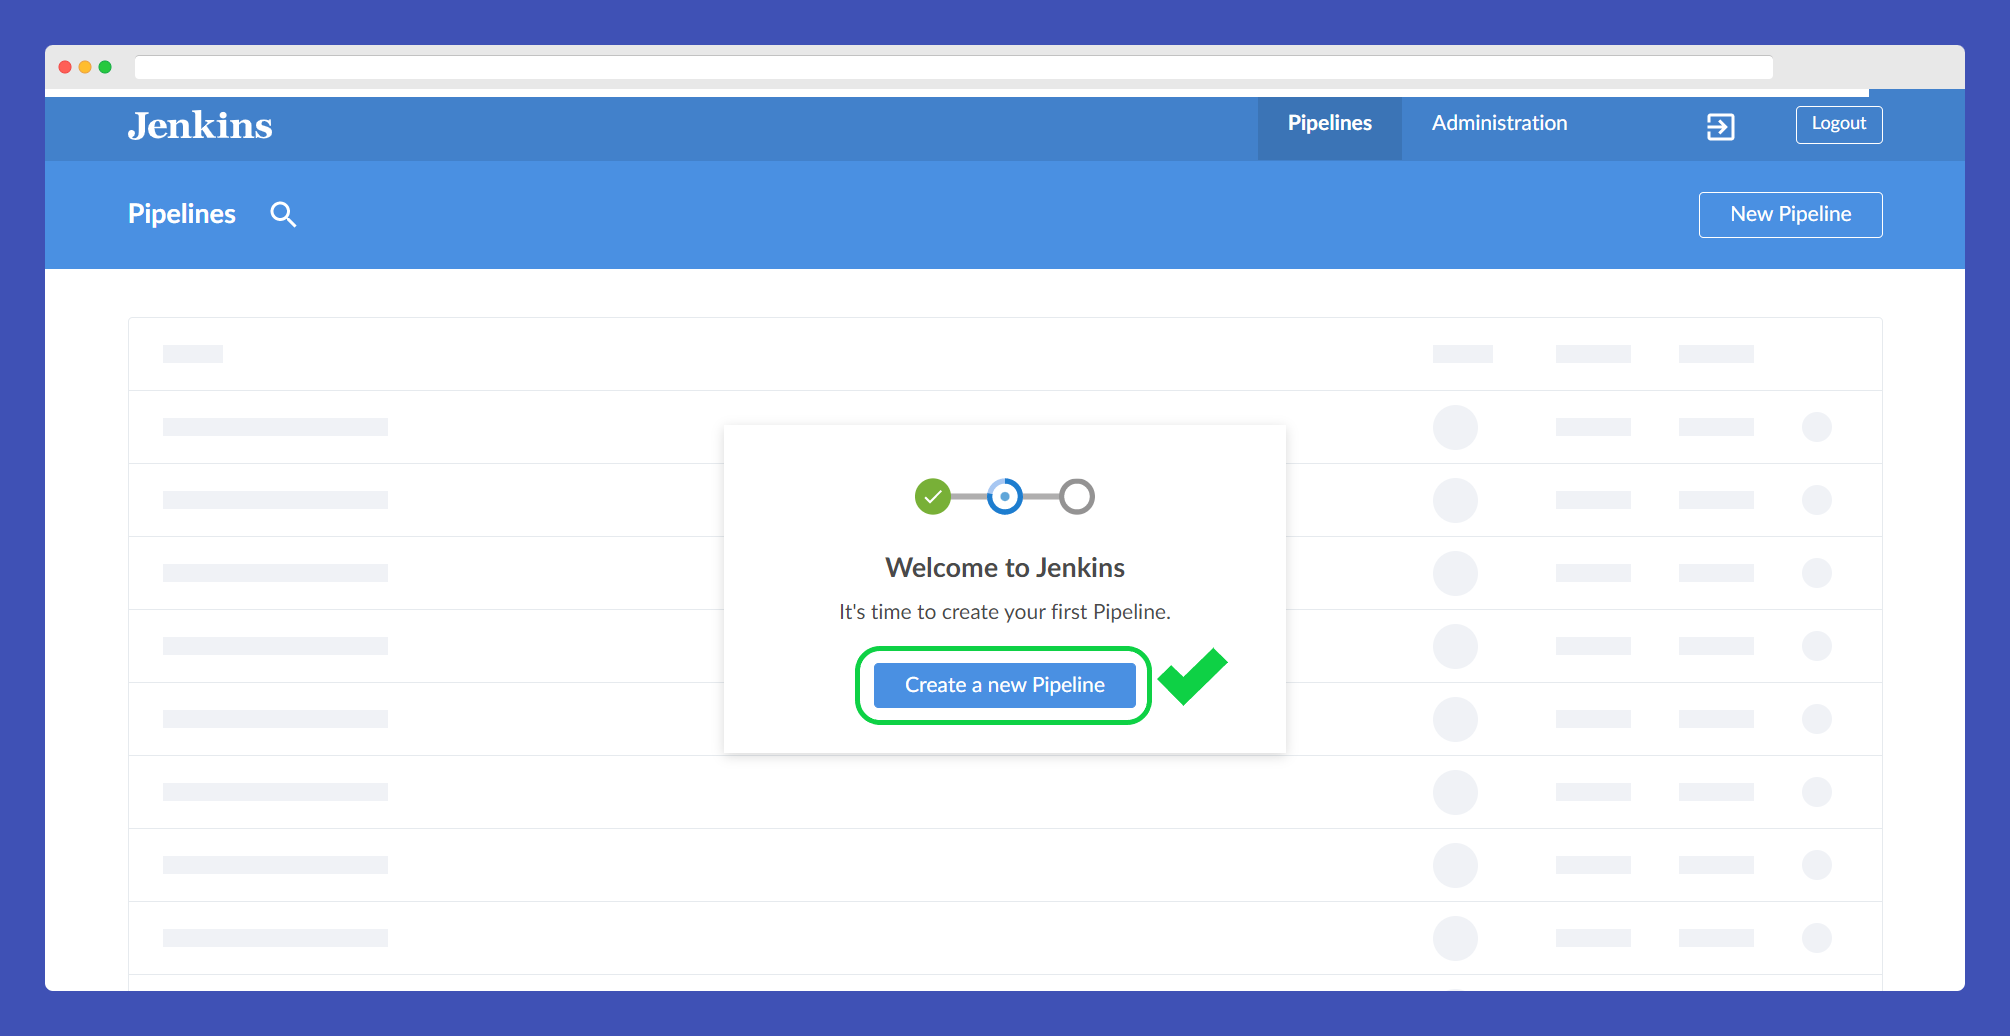 Jenkins
Pipelines
Administration
Logout
Pipelines
New Pipeline
Welcome to Jenkins
It's time to create your first Pipeline.
Create a new Pipeline